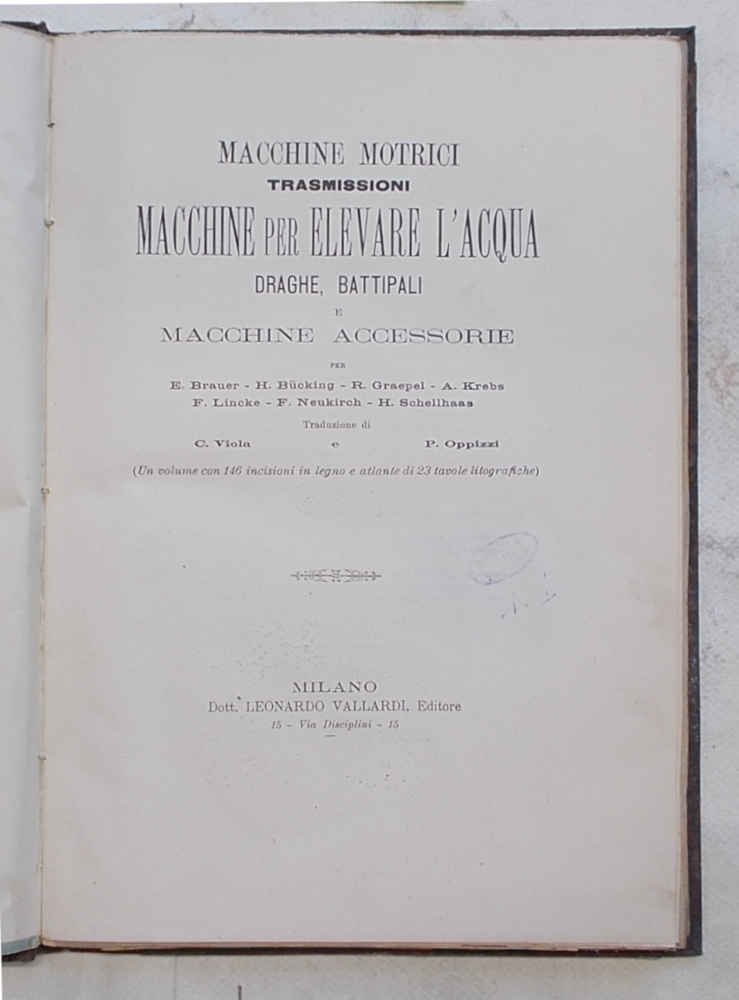 MACCHINE MOTRICI
TRASMISSIONI
MACCHINE PER ELEVARE L'ACQUA
DRAGHE, BATTIPALI
E
MACCHINE ACCESSORIE
PER
E. Brauer - H. Bücking - R. Graepel - A. Krebs
F. Lincke - F. Neukirch - H. Schellhaas
Traduzione di
C. Viola e P. Oppizzi
(Un volume con 146 incisioni in legno e atlante di 23 tavole litografiche)
MILANO
Dott. LEONARDO VALLARDI, Editore
15 - Via Disciplini - 15